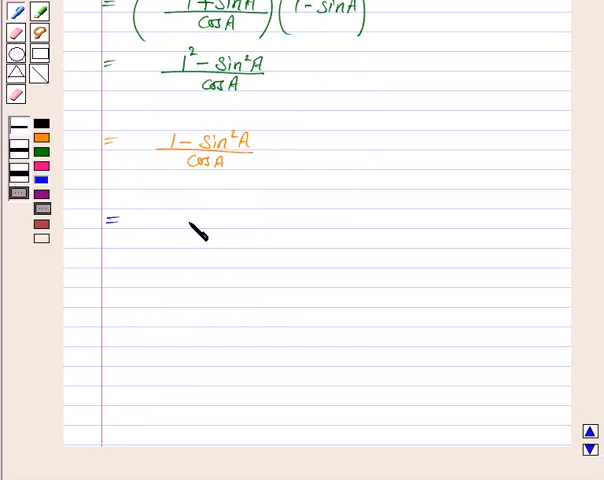 = ( 1 + sinA / cosA ) ( 1 - sinA )
= 1² - sin²A / cosA
= 1 - sin²A / cosA
=